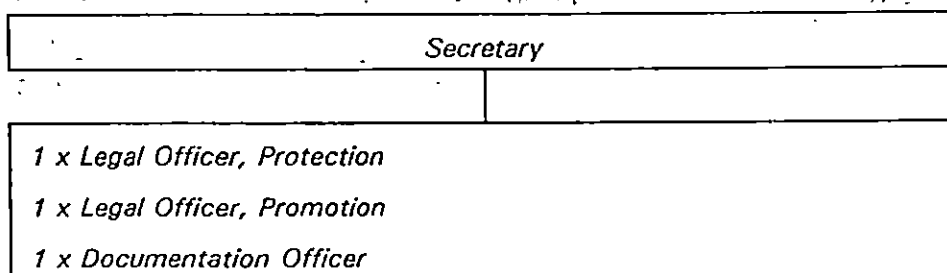 Secretary
1 x Legal Officer, Protection
1 x Legal Officer, Promotion
1 x Documentation Officer